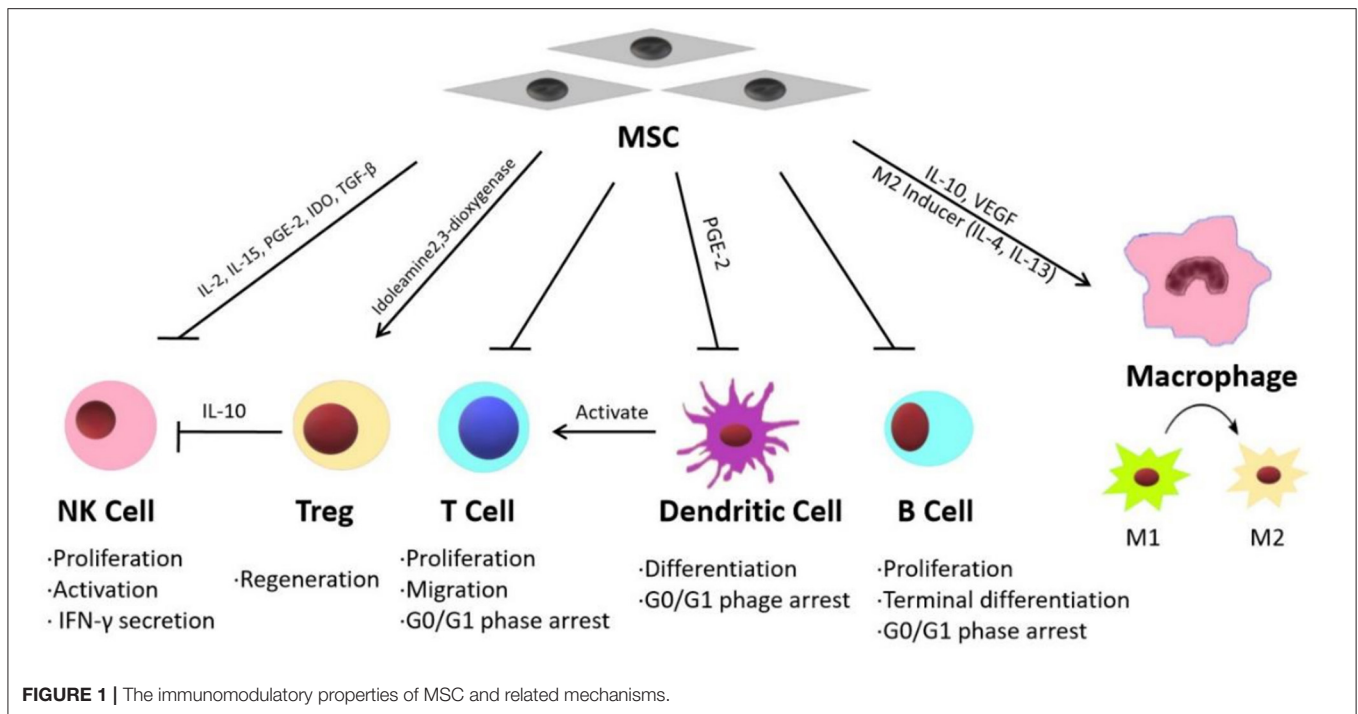 MSC
IL-2, IL-15, PGE-2, IDO, TGF-β
Idoleamine2,3-dioxygenase
PGE-2
IL-10, VEGF
M2 Inducer (IL-4, IL-13)
Macrophage
M1
M2
IL-10
Activate
NK Cell
·Proliferation
·Activation
· IFN-γ secretion
Treg
·Regeneration
T Cell
·Proliferation
·Migration
·G0/G1 phase arrest
Dendritic Cell
·Differentiation
·G0/G1 phage arrest
B Cell
·Proliferation
·Terminal differentiation
·G0/G1 phase arrest
FIGURE 1 | The immunomodulatory properties of MSC and related mechanisms.